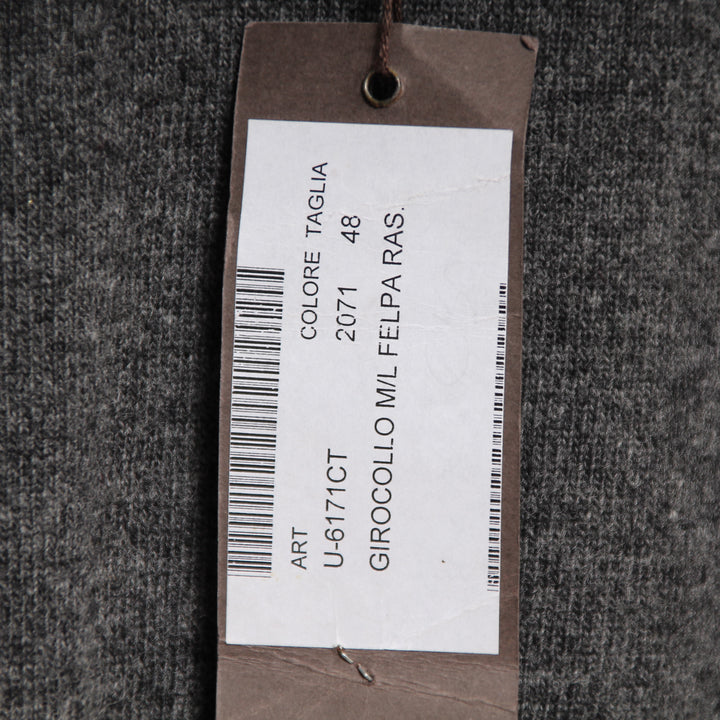 ART COLORE TAGLIA
U-6171CT 2071 48
GIROCOLLO M/L FELPA RAS.